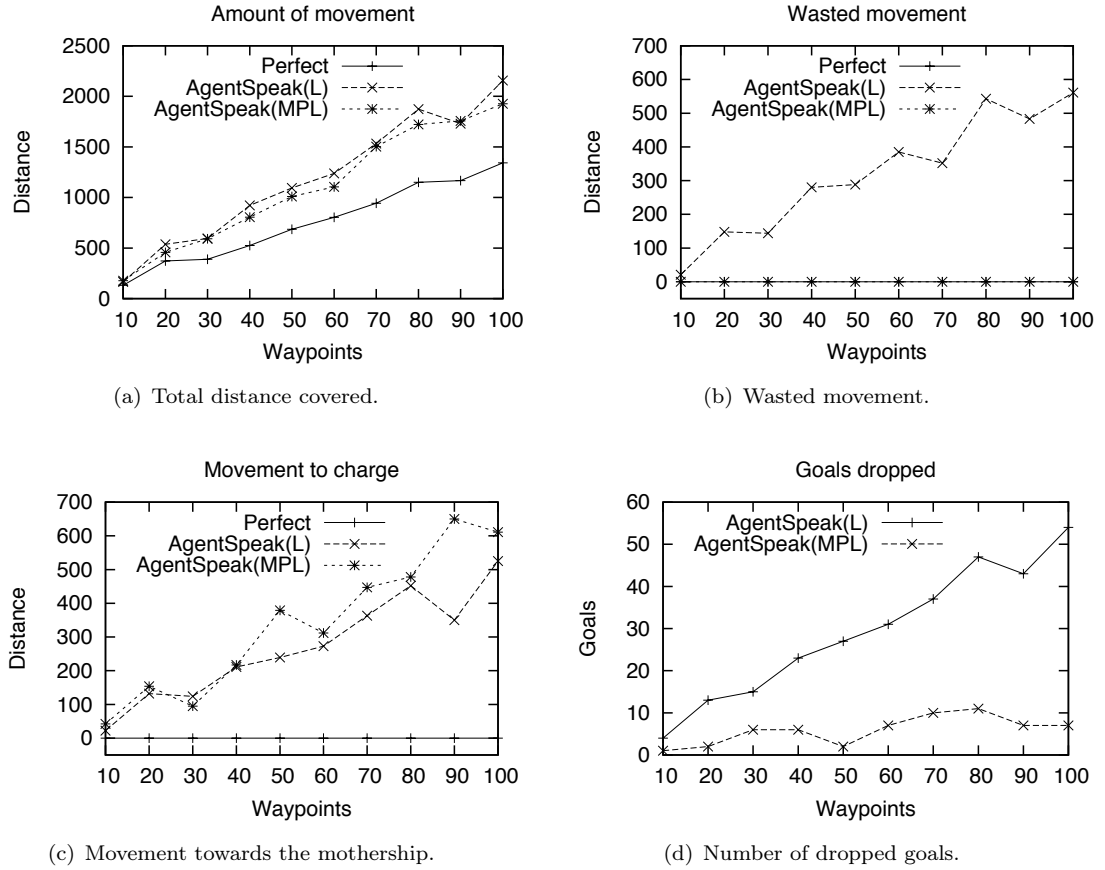 Amount of movement
2500
2000
1500
1000
500
0
Distance
Perfect
AgentSpeak(L)
AgentSpeak(MPL)
10 20 30 40 50 60 70 80 90 100
Waypoints
(a) Total distance covered.
Wasted movement
700
600
500
400
300
200
100
0
Distance
Perfect
AgentSpeak(L)
AgentSpeak(MPL)
10 20 30 40 50 60 70 80 90 100
Waypoints
(b) Wasted movement.
Movement to charge
700
600
500
400
300
200
100
0
Distance
Perfect
AgentSpeak(L)
AgentSpeak(MPL)
10 20 30 40 50 60 70 80 90 100
Waypoints
(c) Movement towards the mothership.
Goals dropped
60
50
40
30
20
10
0
Goals
AgentSpeak(L)
AgentSpeak(MPL)
10 20 30 40 50 60 70 80 90 100
Waypoints
(d) Number of dropped goals.